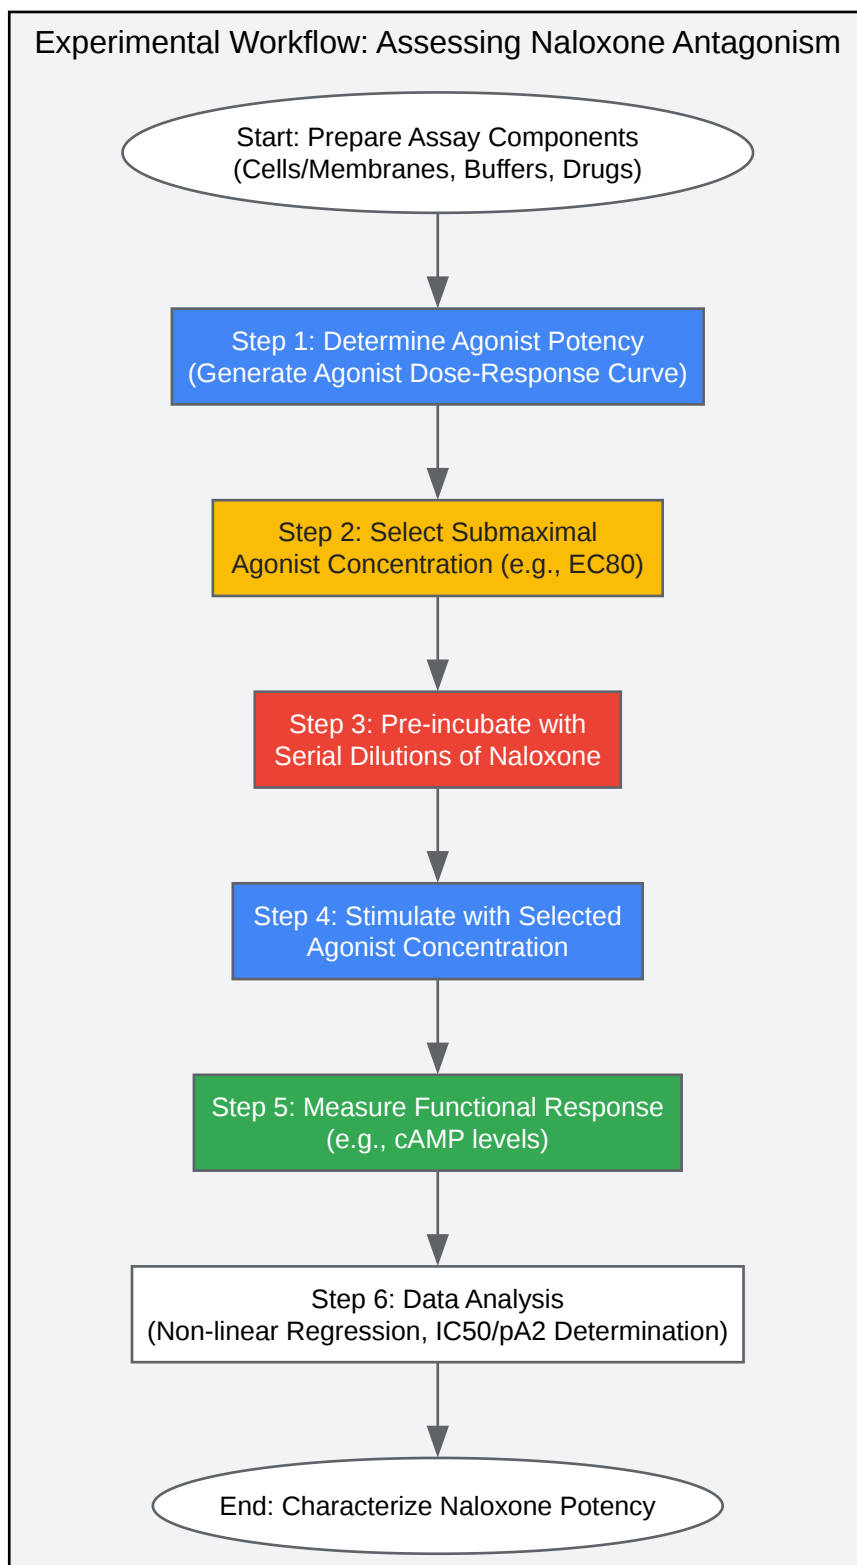 Experimental Workflow: Assessing Naloxone Antagonism
Start: Prepare Assay Components
(Cells/Membranes, Buffers, Drugs)
Step 1: Determine Agonist Potency
(Generate Agonist Dose-Response Curve)
Step 2: Select Submaximal
Agonist Concentration (e.g., EC80)
Step 3: Pre-incubate with
Serial Dilutions of Naloxone
Step 4: Stimulate with Selected
Agonist Concentration
Step 5: Measure Functional Response
(e.g., cAMP levels)
Step 6: Data Analysis
(Non-linear Regression, IC50/pA2 Determination)
End: Characterize Naloxone Potency